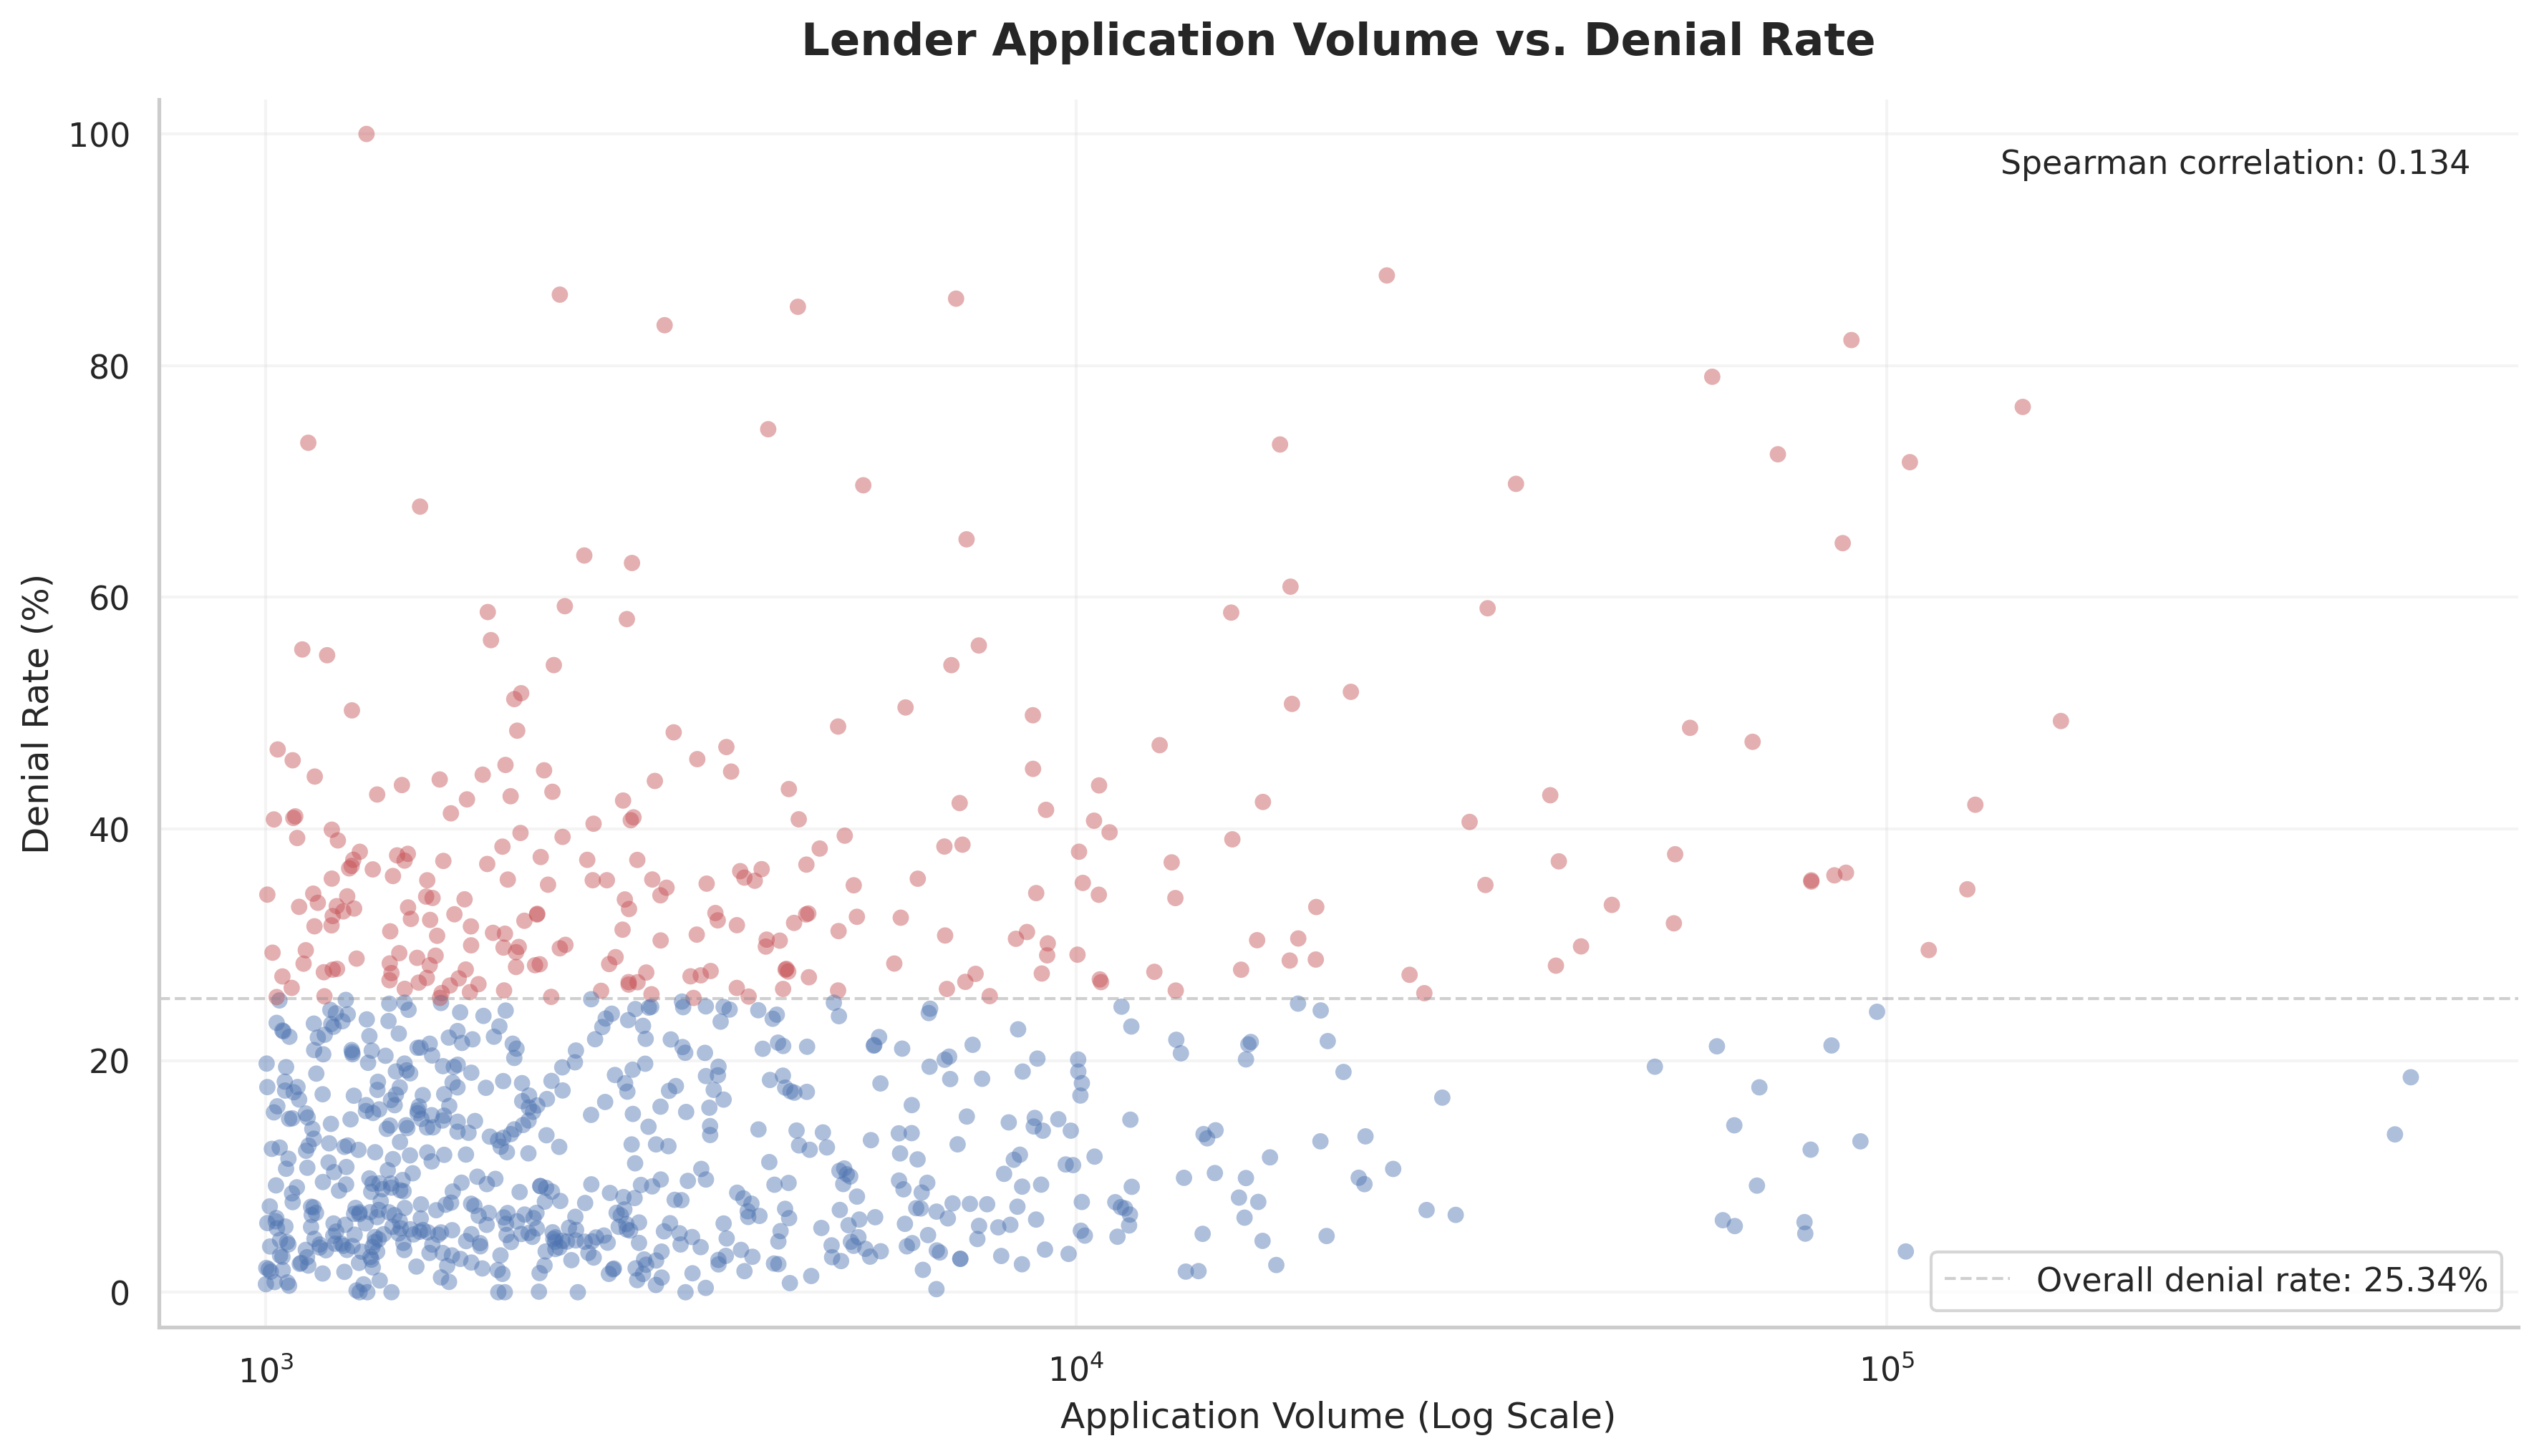 Lender Application Volume vs. Denial Rate
Spearman correlation: 0.134
Denial Rate (%)
100
80
60
40
20
0
Overall denial rate: 25.34%
10³
10⁴
10⁵
Application Volume (Log Scale)